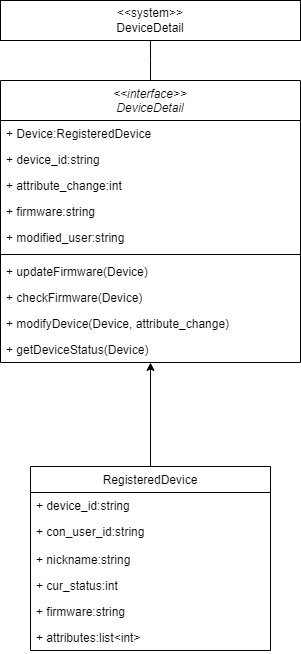 <<system>>
DeviceDetail
<<interface>>
DeviceDetail
+ Device:RegisteredDevice
+ device_id:string
+ attribute_change:int
+ firmware:string
+ modified_user:string
+ updateFirmware(Device)
+ checkFirmware(Device)
+ modifyDevice(Device, attribute_change)
+ getDeviceStatus(Device)
RegisteredDevice
+ device_id:string
+ con_user_id:string
+ nickname:string
+ cur_status:int
+ firmware:string
+ attributes:list<int>